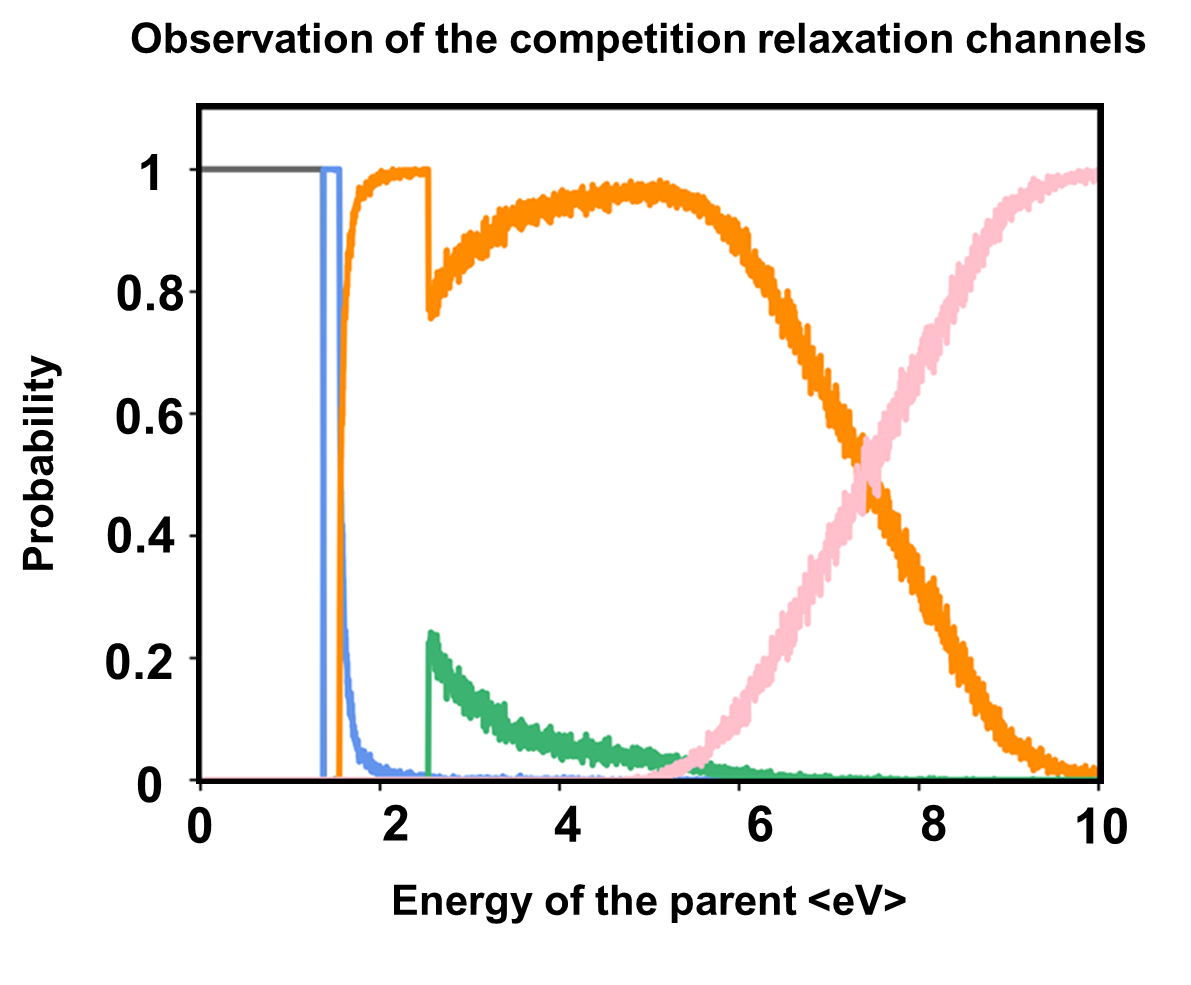 Observation of the competition relaxation channels
Probability
1
0.8
0.6
0.4
0.2
0
0 2 4 6 8 10
Energy of the parent <eV>